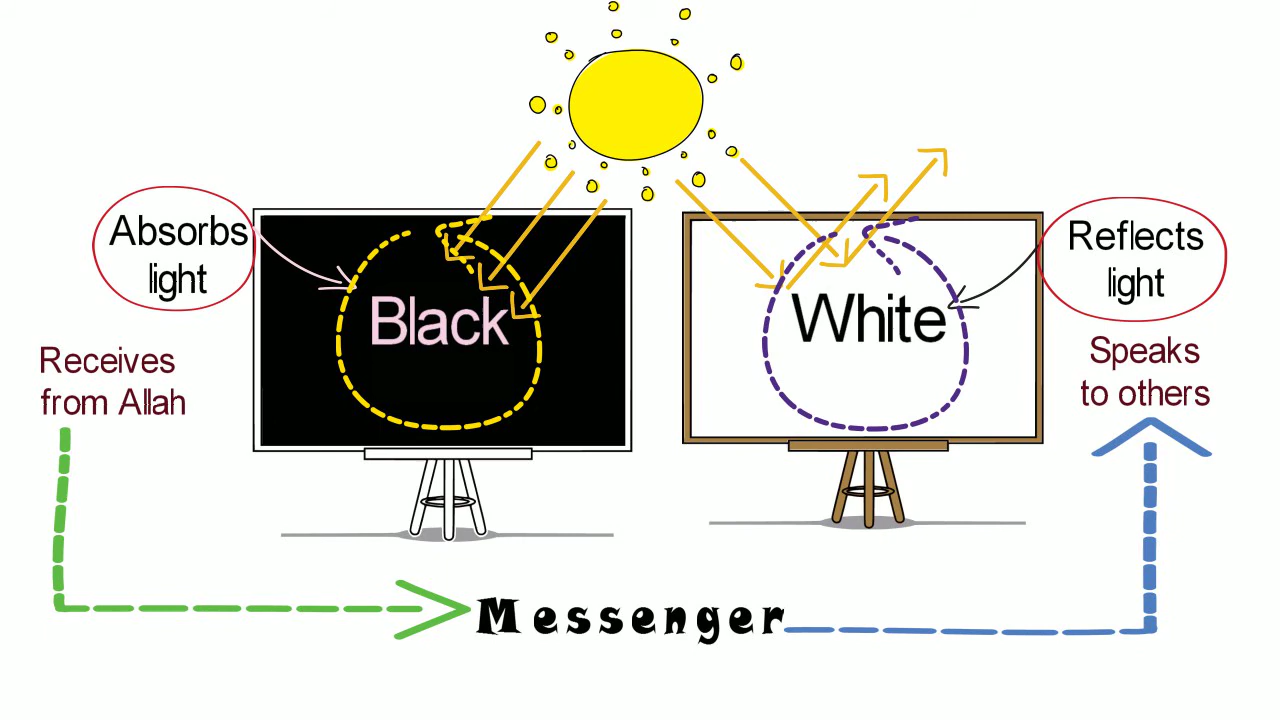 Absorbs
light
Black
Receives
from Allah
White
Reflects
light
Speaks
to others
Messenger